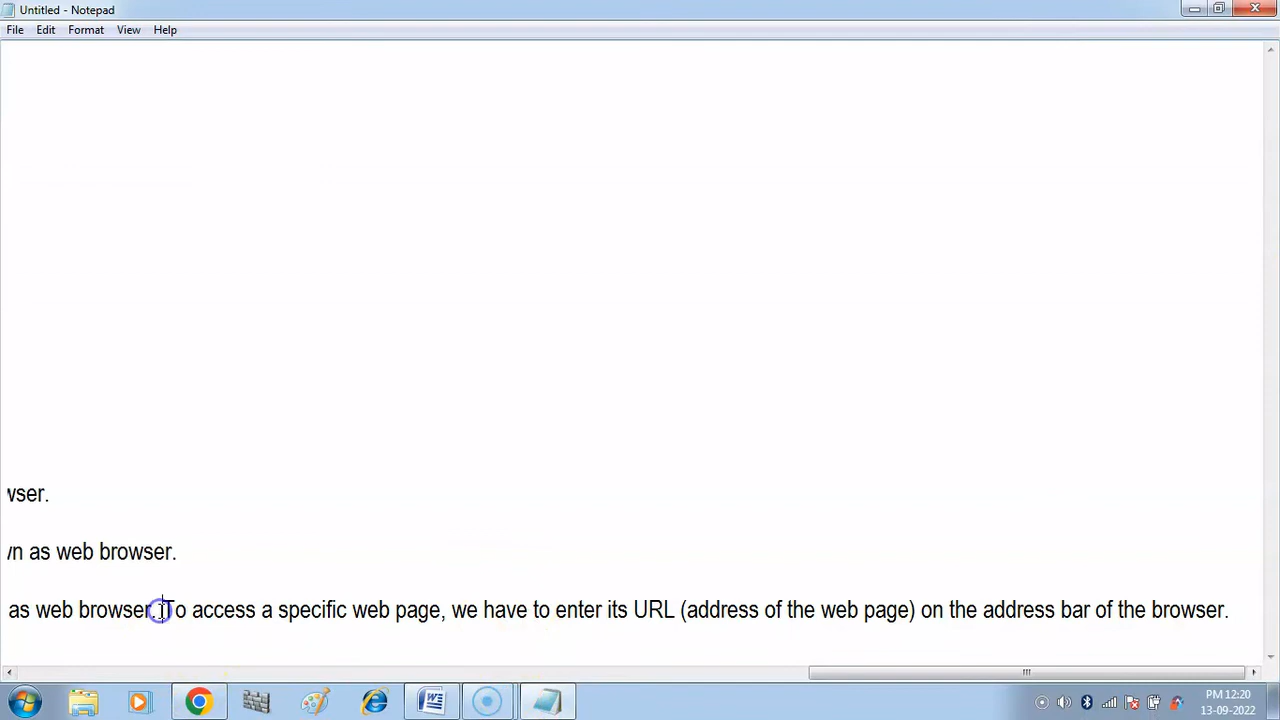 Untitled - Notepad
File Edit Format View Help
wser.
vn as web browser.
as web browser. To access a specific web page, we have to enter its URL (address of the web page) on the address bar of the browser.
PM 12:20
13-09-2022